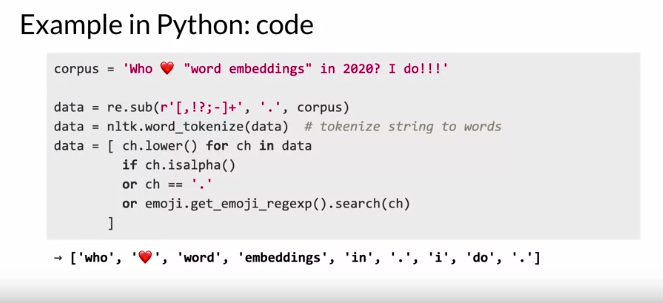 Example in Python: code
corpus = 'Who ❤️ "word embeddings" in 2020? I do!!!'
data = re.sub(r'[,!?;-]+', '.', corpus)
data = nltk.word_tokenize(data)  # tokenize string to words
data = [ ch.lower() for ch in data
if ch.isalpha()
or ch == '.'
or emoji.get_emoji_regexp().search(ch)
]
→ ['who', '❤️', 'word', 'embeddings', 'in', '.', 'i', 'do', '.']